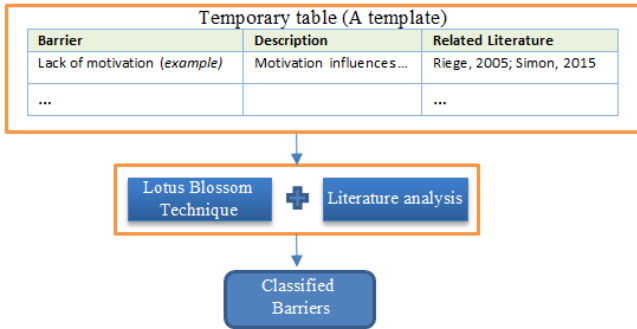 Temporary table (A template)
Barrier Description Related Literature
Lack of motivation (example) Motivation influences... Riege, 2005; Simon, 2015
... ...
Lotus Blossom
Technique
Literature analysis
Classified
Barriers